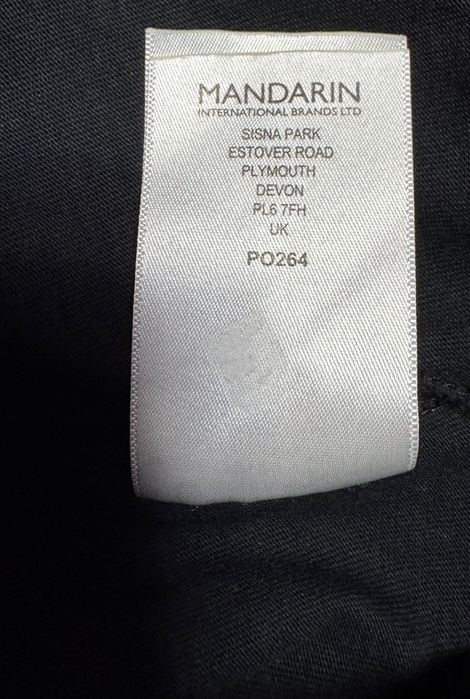 MANDARIN
INTERNATIONAL BRANDS LTD
SISNA PARK
ESTOVER ROAD
PLYMOUTH
DEVON
PL6 7FH
UK
PO264